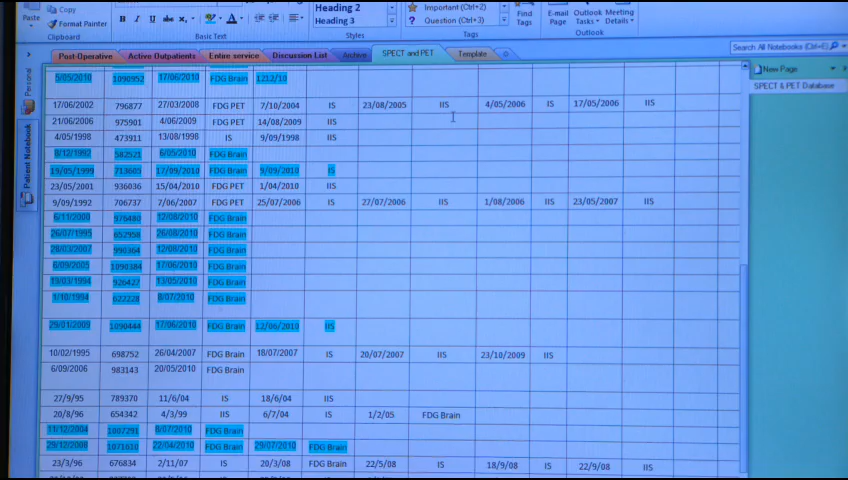 Paste
Copy
Format Painter
Clipboard
B I U abc x A
Basic Text
Heading 2
Heading 3
Styles
Important (Ctrl+2)
Question (Ctrl+3)
Tags
Find Tags
E-mail Page
Outlook Tasks
Meeting Details
Outlook
Post-Operative Active Outpatients Entire service Discussion List Archive SPECT and PET Template
Search All Notebooks (Ctrl+E)
New Page
SPECT & PET Database
Personal
Patient Notebook
5/05/2010 1090952 17/06/2010 FDG Brain 1212/10
17/06/2002 796877 27/03/2008 FDG PET 7/10/2004 IS 23/08/2005 IIS 4/05/2006 IS 17/05/2006 IIS
21/06/2006 975901 4/06/2009 FDG PET 14/08/2009 IIS
4/05/1998 473911 13/08/1998 IS 9/09/1998 IIS
8/12/1992 582521 6/05/2010 FDG Brain
19/05/1999 713605 17/09/2010 FDG Brain 9/09/2010 IS
23/05/2001 936036 15/04/2010 FDG PET 1/04/2010 IIS
9/09/1992 706737 7/06/2007 FDG PET 25/07/2006 IS 27/07/2006 IIS 1/08/2006 IIS 23/05/2007 IIS
6/11/2000 976480 12/08/2010 FDG Brain
26/07/1995 652958 26/08/2010 FDG Brain
28/03/2007 990364 12/08/2010 FDG Brain
6/09/2005 1090384 17/06/2010 FDG Brain
19/03/1994 926427 13/05/2010 FDG Brain
1/10/1994 622228 8/07/2010 FDG Brain
29/01/2009 1090444 17/06/2010 FDG Brain 12/06/2010 IIS
10/02/1995 698752 26/04/2007 FDG Brain 18/07/2007 IS 20/07/2007 IIS 23/10/2009 IIS
6/09/2006 983143 20/05/2010 FDG Brain
27/9/95 789370 11/6/04 IS 18/6/04 IIS
20/8/96 654342 4/3/99 IIS 6/7/04 IS 1/2/05 FDG Brain
11/12/2004 1007291 8/07/2010 FDG Brain
29/12/2008 1071610 22/04/2010 FDG Brain 29/07/2010 FDG Brain
23/3/96 676834 2/11/07 IS 20/3/08 FDG Brain 22/5/08 IS 18/9/08 IS 22/9/08 IIS